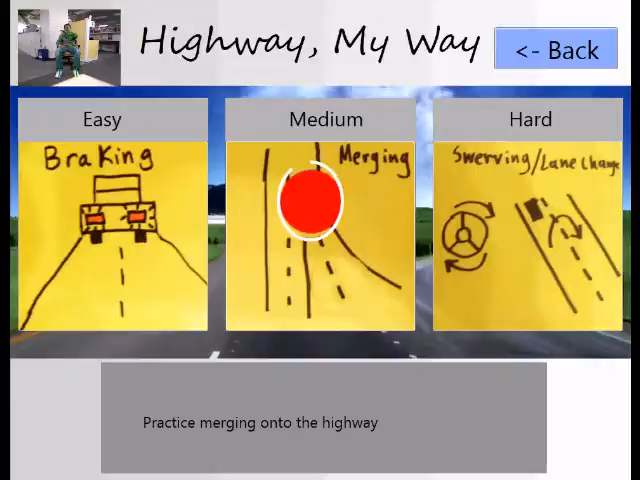 Highway, My Way
<- Back
Easy
Medium
Hard
Braking
Merging
Swerving/Lane Change
Practice merging onto the highway